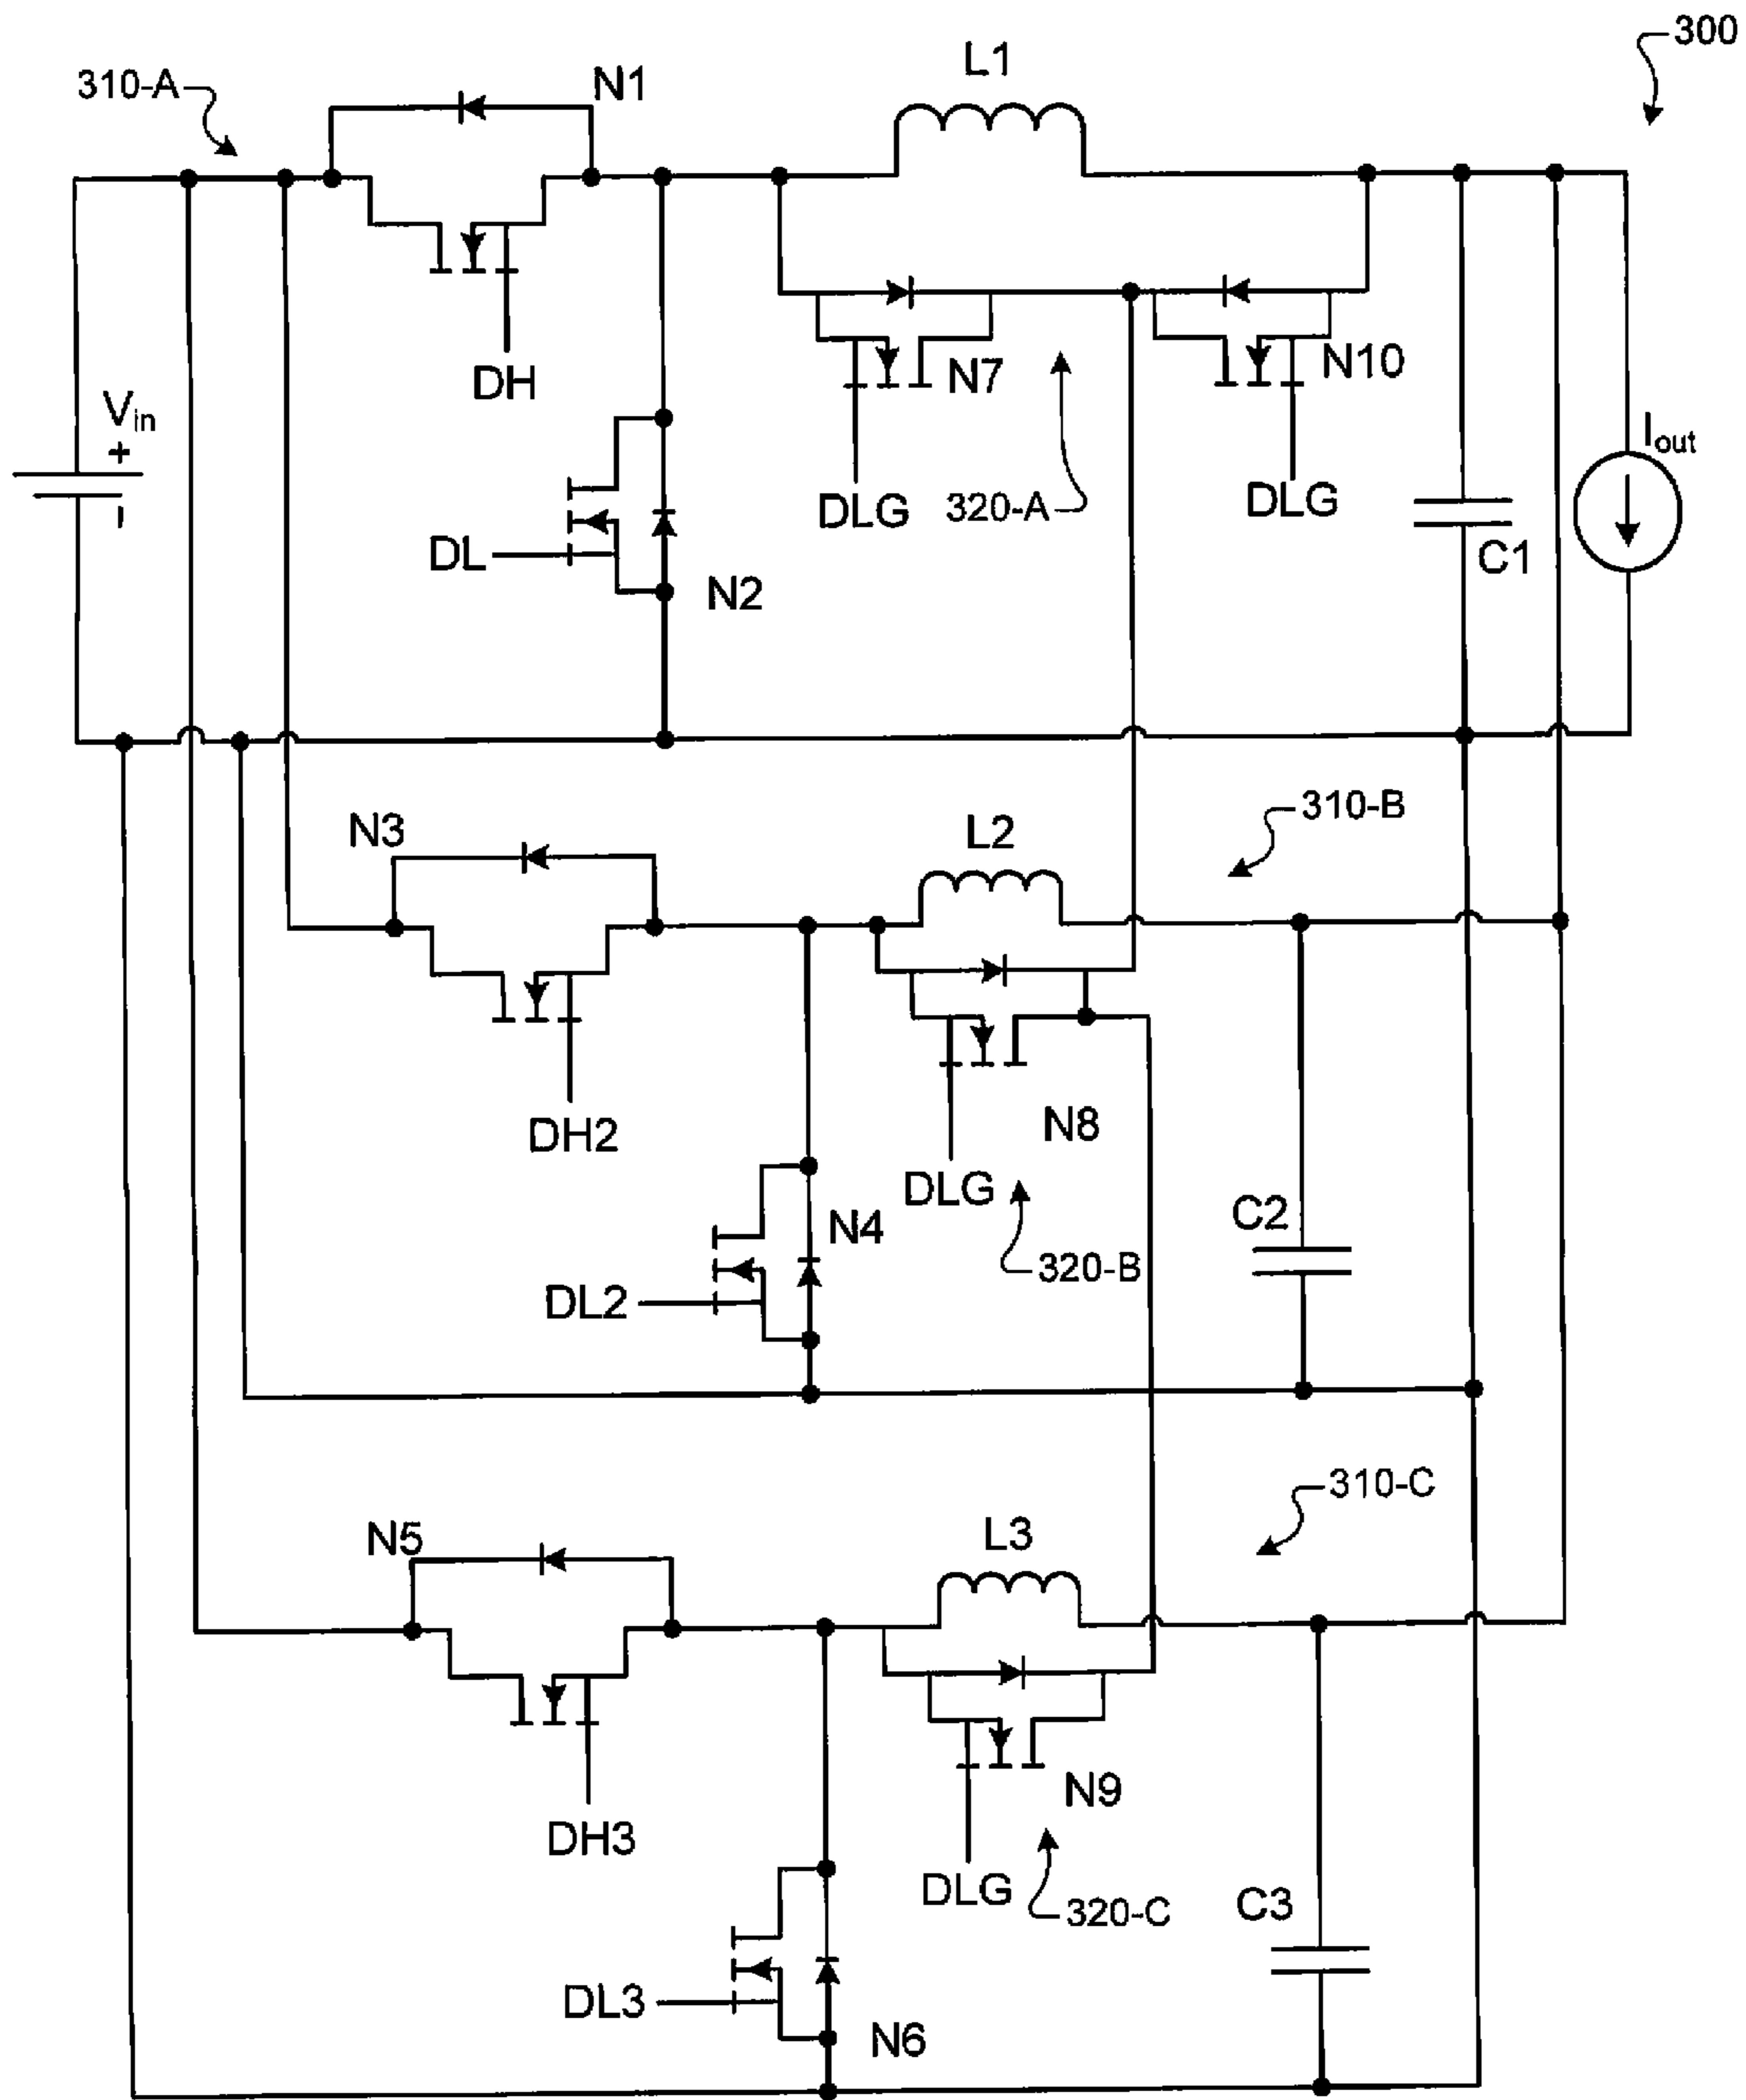 300
L1
N1
310-A
DH
N7
N10
Vin
+
-
Iout
DLG
320-A
DLG
DL
N2
C1
310-B
N3
L2
DH2
N8
DLG
C2
N4
320-B
DL2
310-C
N5
L3
N9
DH3
DLG
320-C
C3
DL3
N6